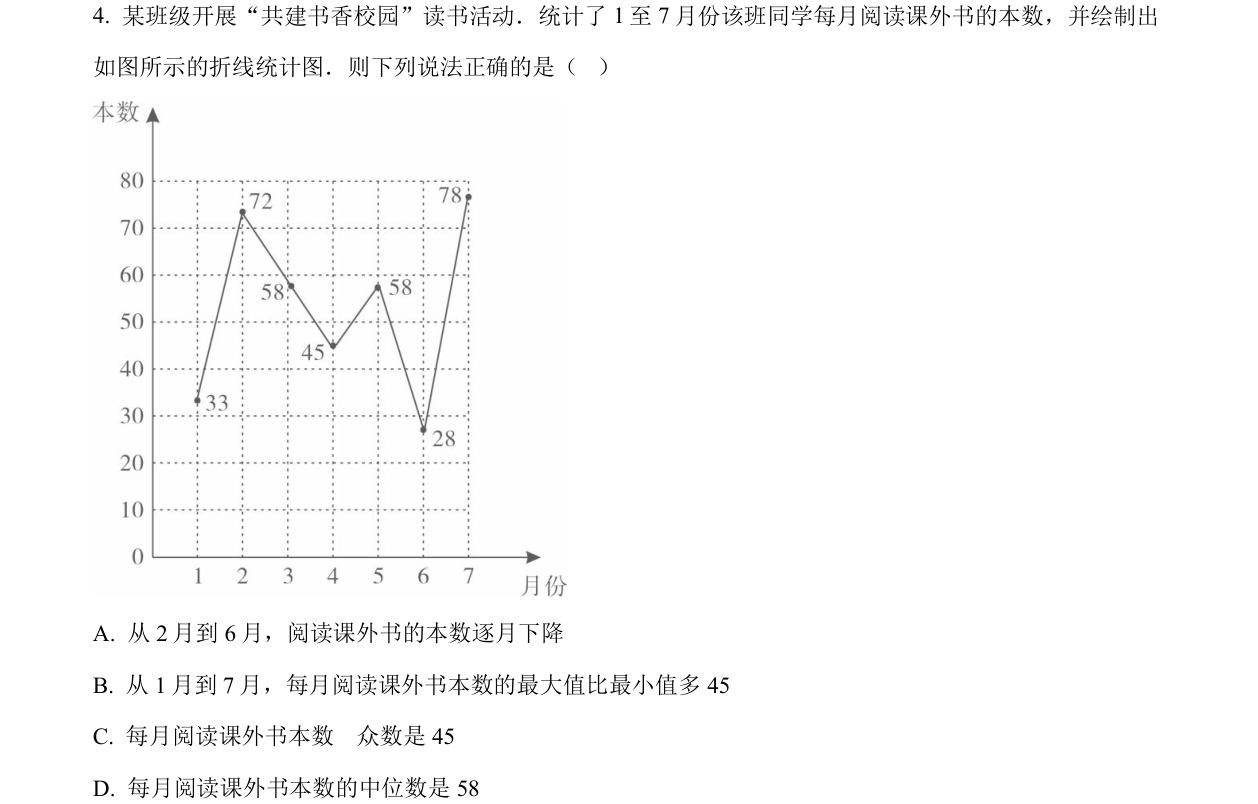 4. 某班级开展“共建书香校园”读书活动．统计了 1 至 7 月份该班同学每月阅读课外书的本数，并绘制出
如图所示的折线统计图．则下列说法正确的是（　）
本数
80
70
60
50
40
30
20
10
0
33
72
58
45
58
28
78
1 2 3 4 5 6 7
月份
A. 从 2 月到 6 月，阅读课外书的本数逐月下降
B. 从 1 月到 7 月，每月阅读课外书本数的最大值比最小值多 45
C. 每月阅读课外书本数　众数是 45
D. 每月阅读课外书本数的中位数是 58